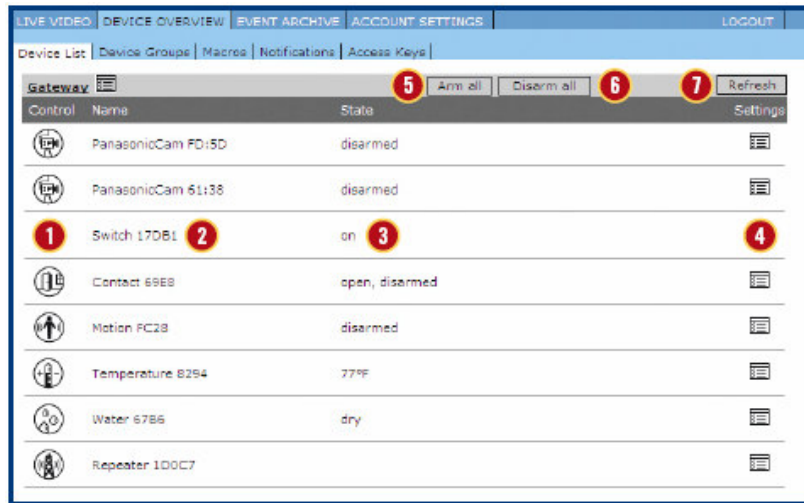 LIVE VIDEO DEVICE OVERVIEW EVENT ARCHIVE ACCOUNT SETTINGS LOGOUT
Device List Device Groups Macros Notifications Access Keys
Gateway 5 Arm all Disarm all 6 7 Refresh
Control Name State Settings
PanasonicCam FD:5D disarmed
PanasonicCam 61:38 disarmed
1 Switch 17DB1 2 on 3 4
Contact 69E8 open, disarmed
Motion FC28 disarmed
Temperature 8294 77°F
Water 67B6 dry
Repeater 1D0C7